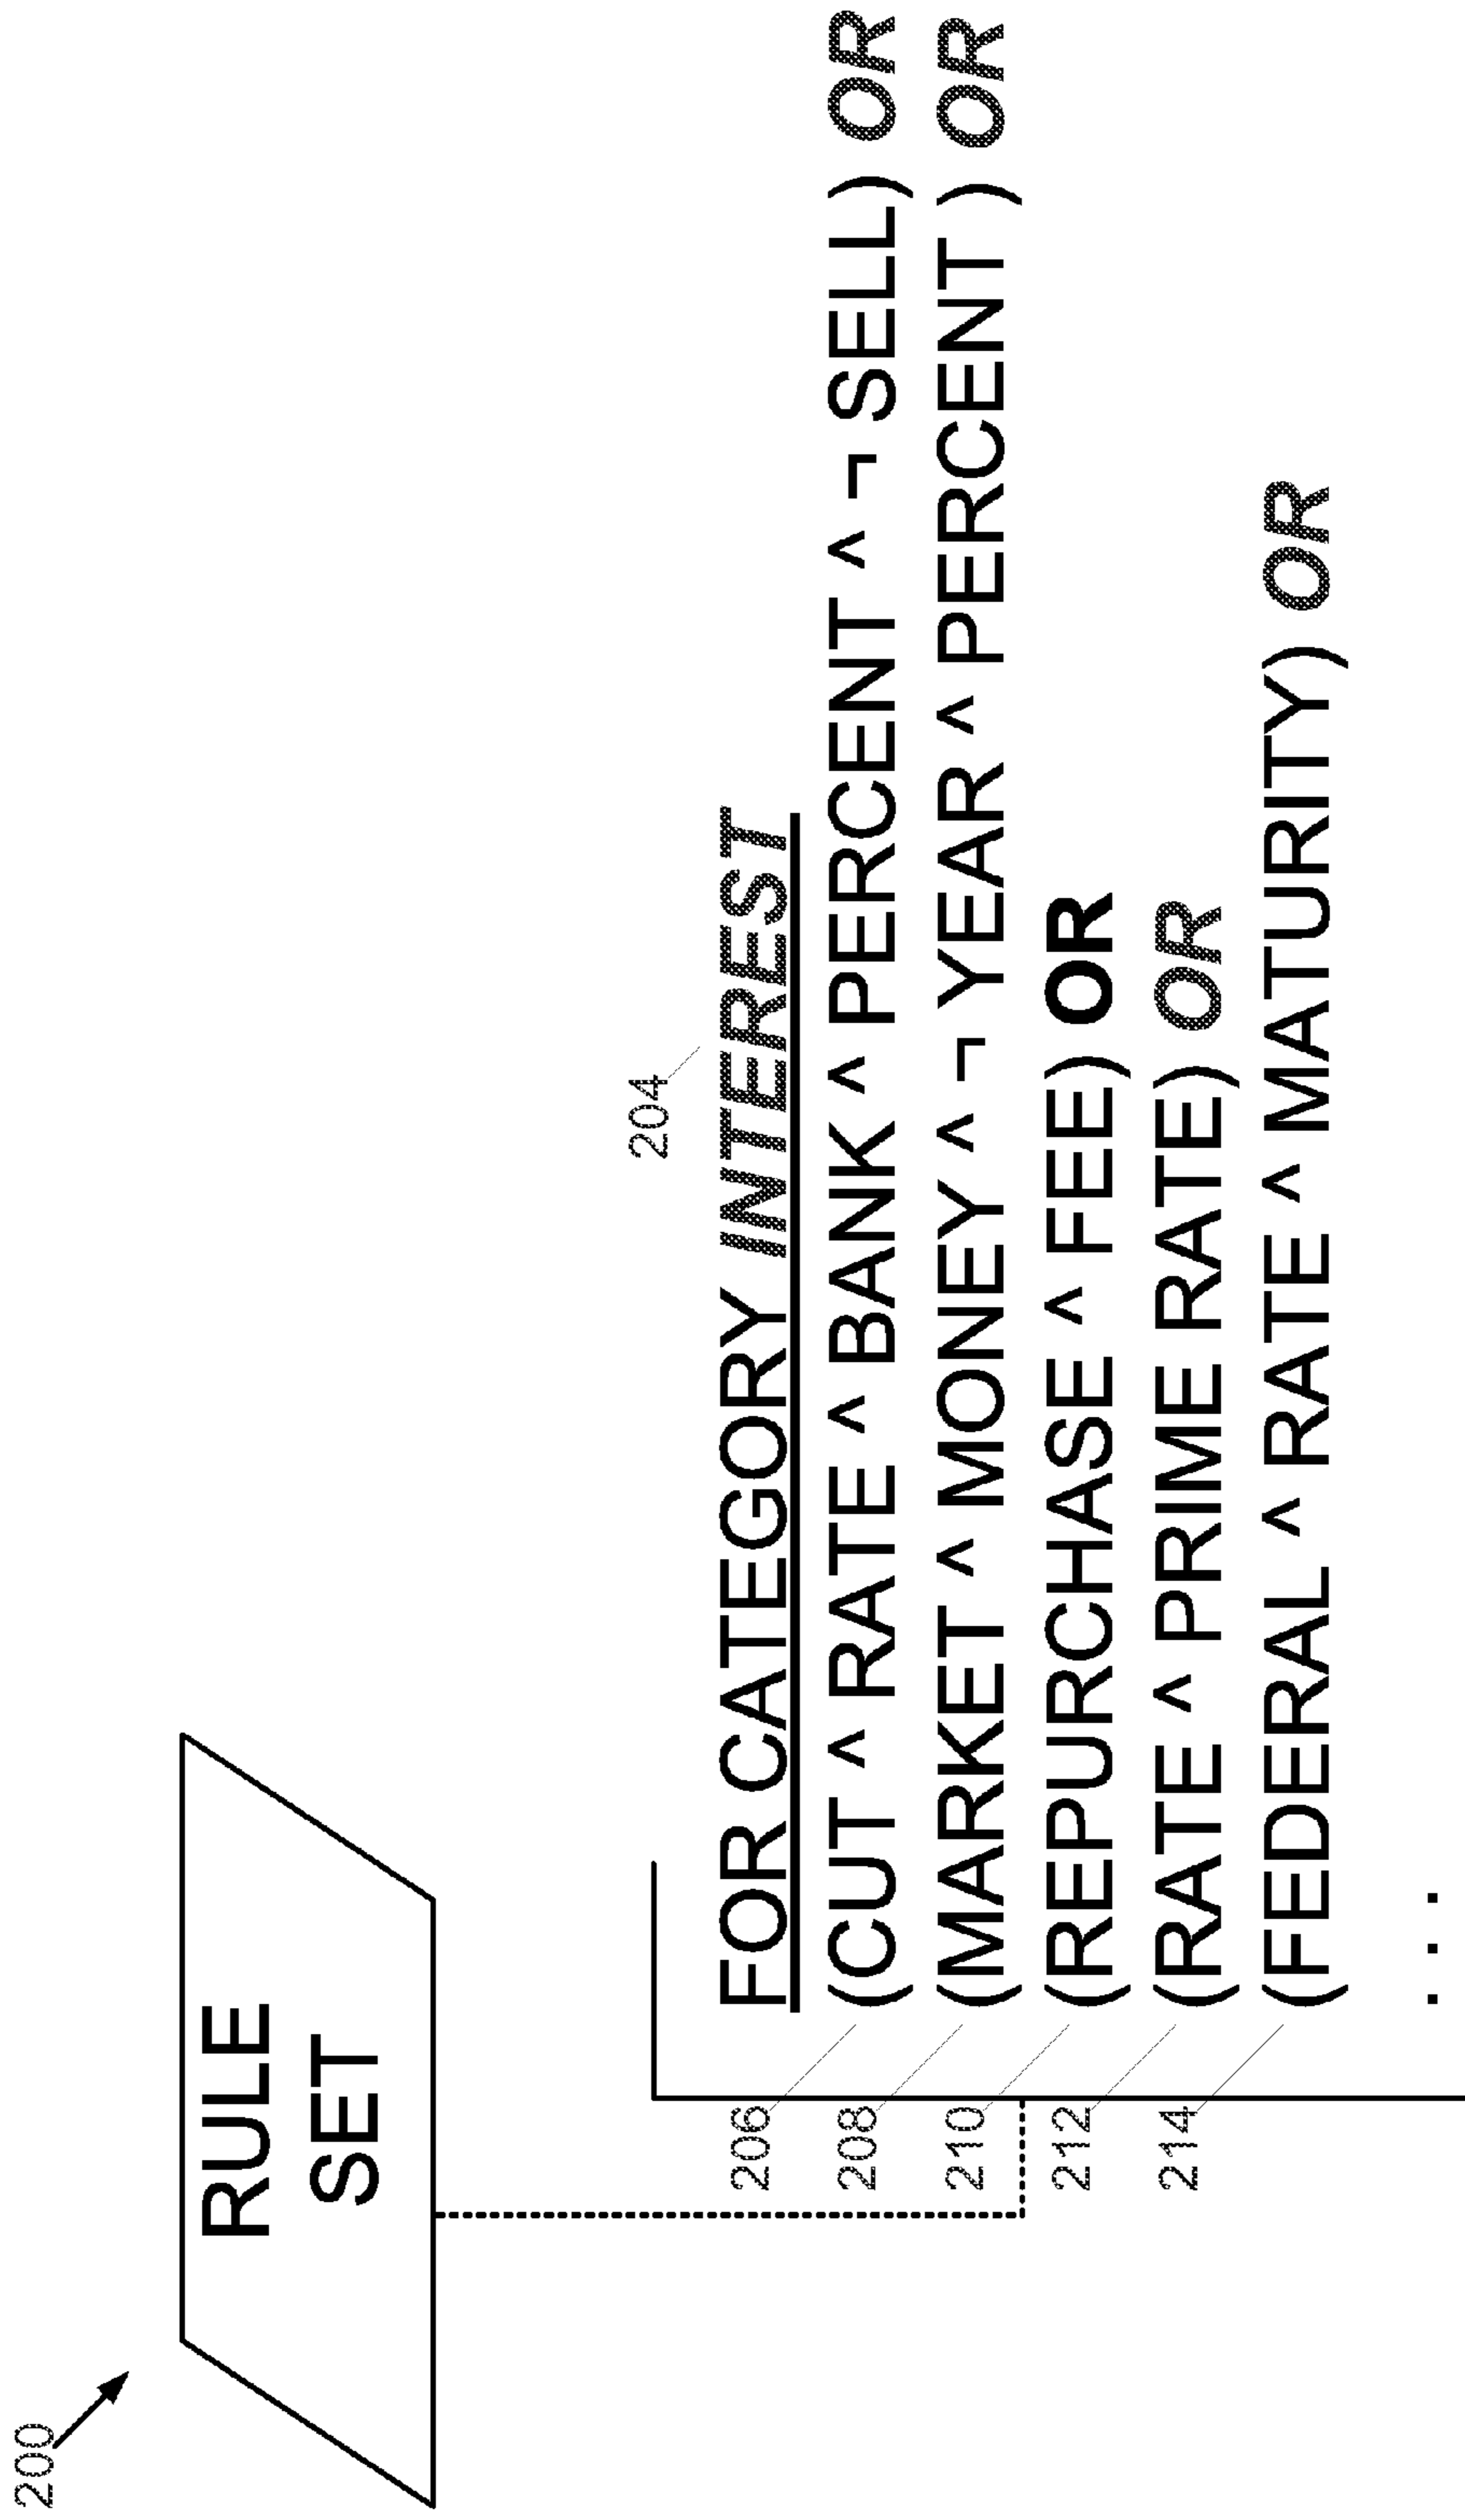 200
RULE
SET
204
FOR CATEGORY INTEREST
206
(CUT ^ RATE ^ BANK ^ PERCENT ^ ¬ SELL) OR
208
(MARKET ^ MONEY ^ ¬ YEAR ^ PERCENT ) OR
210
(REPURCHASE ^ FEE) OR
212
(RATE ^ PRIME RATE) OR
214
(FEDERAL ^ RATE ^ MATURITY) OR
. . .